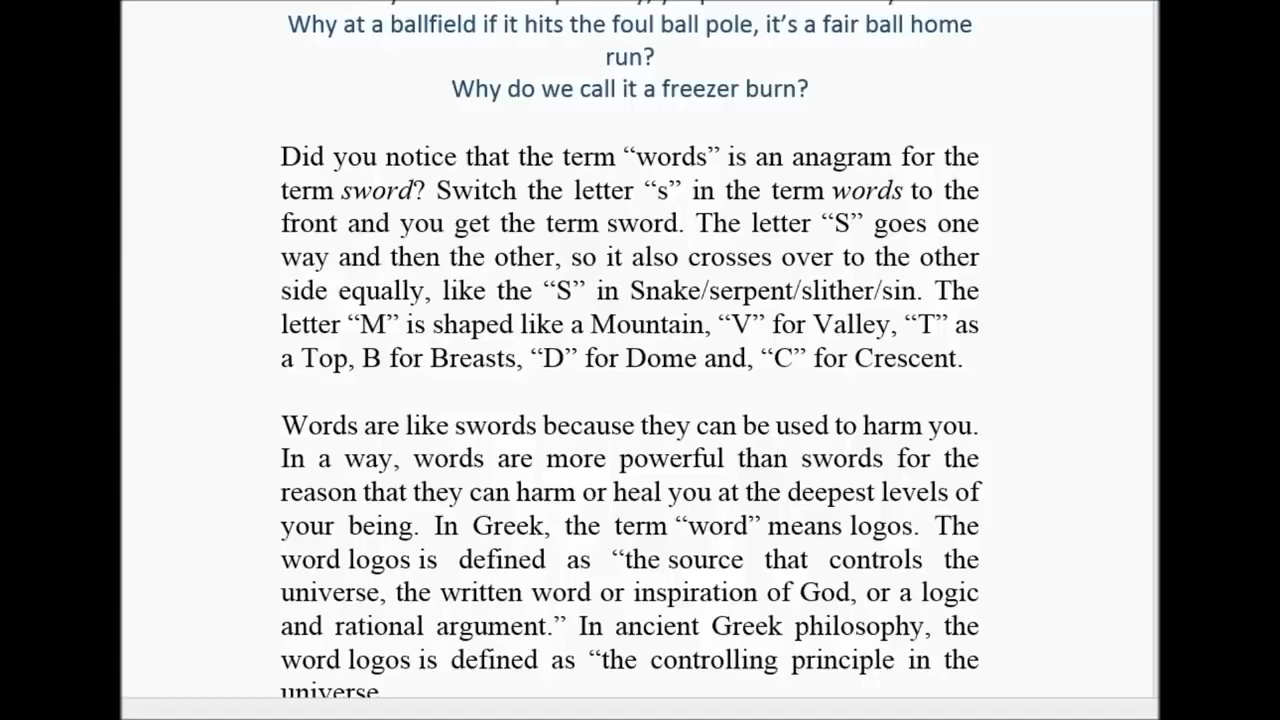 Why at a ballfield if it hits the foul ball pole, it’s a fair ball home
run?
Why do we call it a freezer burn?
Did you notice that the term “words” is an anagram for the
term sword? Switch the letter “s” in the term words to the
front and you get the term sword. The letter “S” goes one
way and then the other, so it also crosses over to the other
side equally, like the “S” in Snake/serpent/slither/sin. The
letter “M” is shaped like a Mountain, “V” for Valley, “T” as
a Top, B for Breasts, “D” for Dome and, “C” for Crescent.
Words are like swords because they can be used to harm you.
In a way, words are more powerful than swords for the
reason that they can harm or heal you at the deepest levels of
your being. In Greek, the term “word” means logos. The
word logos is defined as “the source that controls the
universe, the written word or inspiration of God, or a logic
and rational argument.” In ancient Greek philosophy, the
word logos is defined as “the controlling principle in the
universe